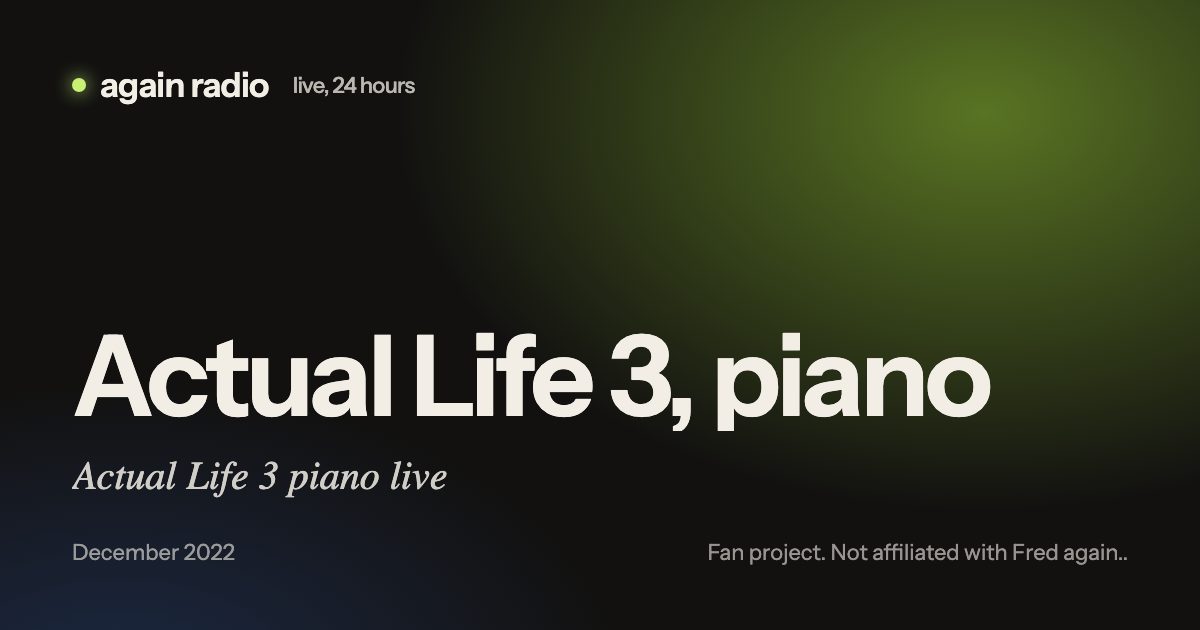 again radio live, 24 hours
Actual Life 3, piano
Actual Life 3 piano live
December 2022
Fan project. Not affiliated with Fred again..